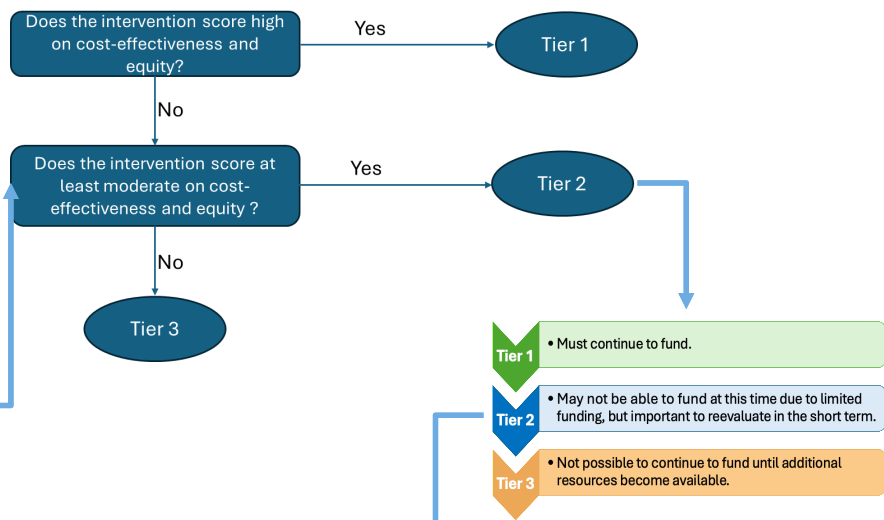 Does the intervention score high
on cost-effectiveness and
equity?
Yes
Tier 1
No
Does the intervention score at
least moderate on cost-
effectiveness and equity ?
Yes
Tier 2
No
Tier 3
Tier 1
• Must continue to fund.
Tier 2
• May not be able to fund at this time due to limited
funding, but important to reevaluate in the short term.
Tier 3
• Not possible to continue to fund until additional
resources become available.